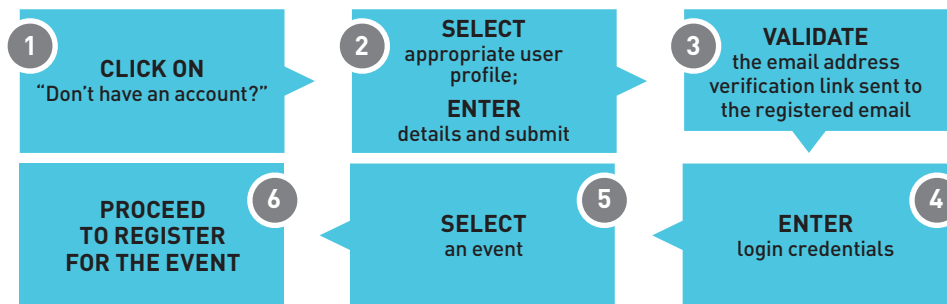 1
CLICK ON
“Don’t have an account?”
2
SELECT
appropriate user
profile;
ENTER
details and submit
3
VALIDATE
the email address
verification link sent to
the registered email
4
ENTER
login credentials
5
SELECT
an event
6
PROCEED
TO REGISTER
FOR THE EVENT